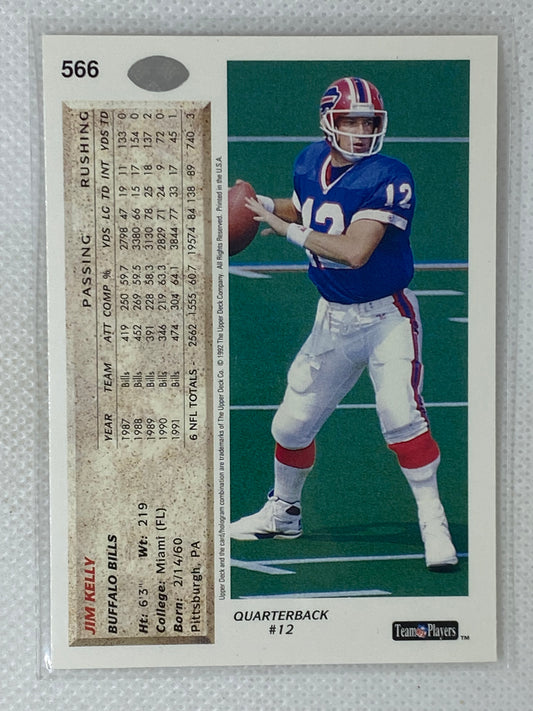 566
JIM KELLY
BUFFALO BILLS
Ht: 6'3" Wt: 219
College: Miami (FL)
Born: 2/14/60
Pittsburgh, PA
PASSING RUSHING
YEAR TEAM ATT COMP % YDS LG TD INT YDS TD
1987 Bills 419 250 59.7 2798 47 19 11 133 0
1988 Bills 452 269 59.5 3380 66 15 17 154 0
1989 Bills 391 228 58.3 3130 78 25 18 137 2
1990 Bills 346 219 63.3 2829 71 24 9 72 0
1991 Bills 474 304 64.1 3844 77 33 17 45 1
6 NFL TOTALS - 2562 1555 60.7 19574 84 138 89 740 3
Upper Deck and the card/hologram combination are trademarks of The Upper Deck Co. © 1992 The Upper Deck Company. All Rights Reserved. Printed in the U.S.A.
12
12
QUARTERBACK
#12
Team NFL Players TM